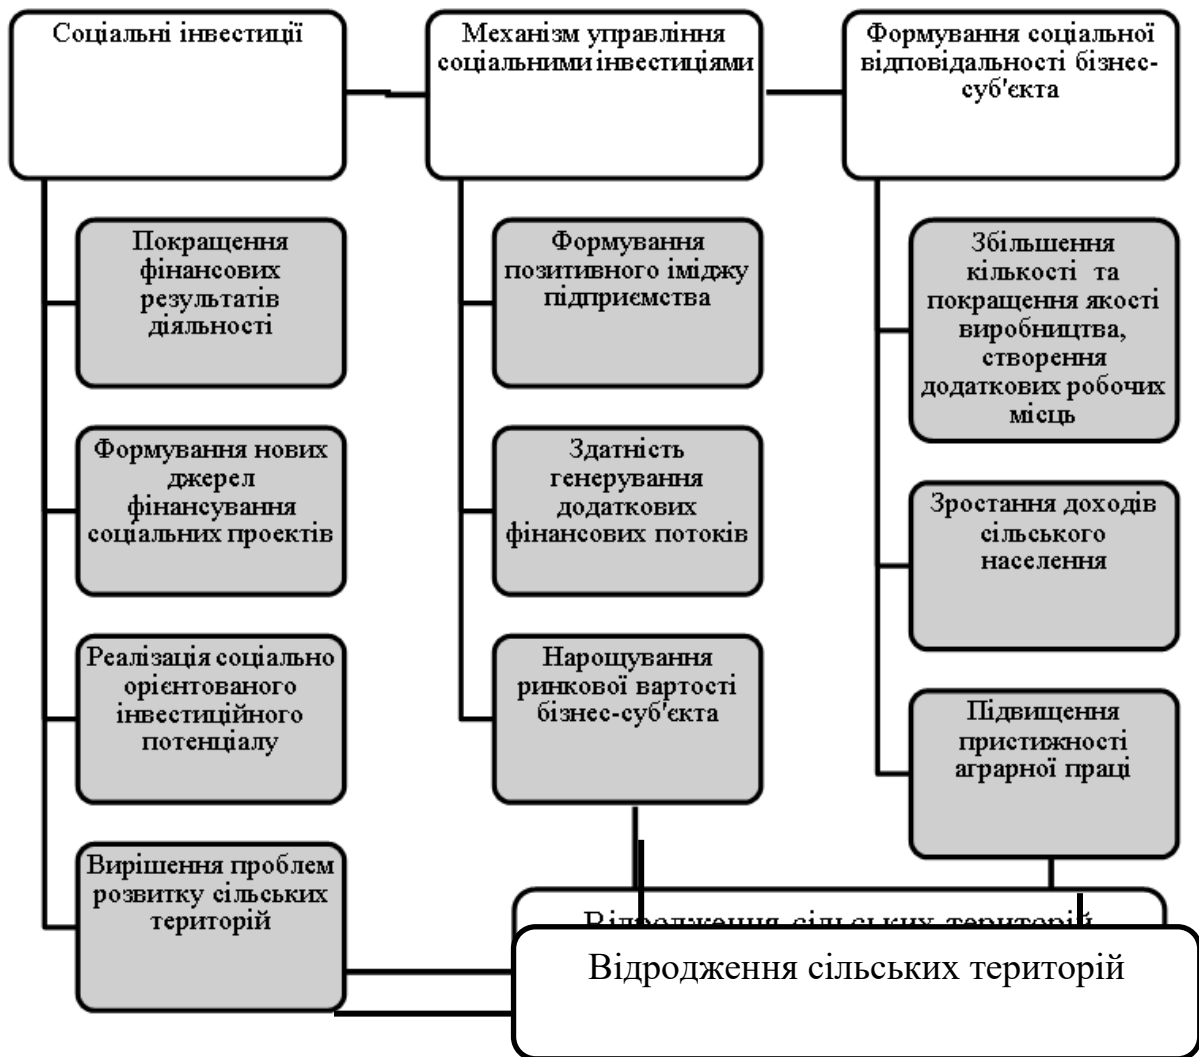 Соціальні інвестиції
Механізм управління
соціальними інвестиціями
Формування соціальної
відповідальності бізнес-
суб'єкта
Покращення
фінансових
результатів
діяльності
Формування нових
джерел
фінансування
соціальних проектів
Реалізація соціально
орієнтованого
інвестиційного
потенціалу
Вирішення проблем
розвитку сільських
територій
Формування
позитивного іміджу
підприємства
Здатність
генерування
додаткових
фінансових потоків
Нарощування
ринкової вартості
бізнес-суб'єкта
Збільшення
кількості та
покращення якості
виробництва,
створення
додаткових робочих
місць
Зростання доходів
сільського
населення
Підвищення
пристижності
аграрної праці
Відродження сільських територій
Відродження сільських територій